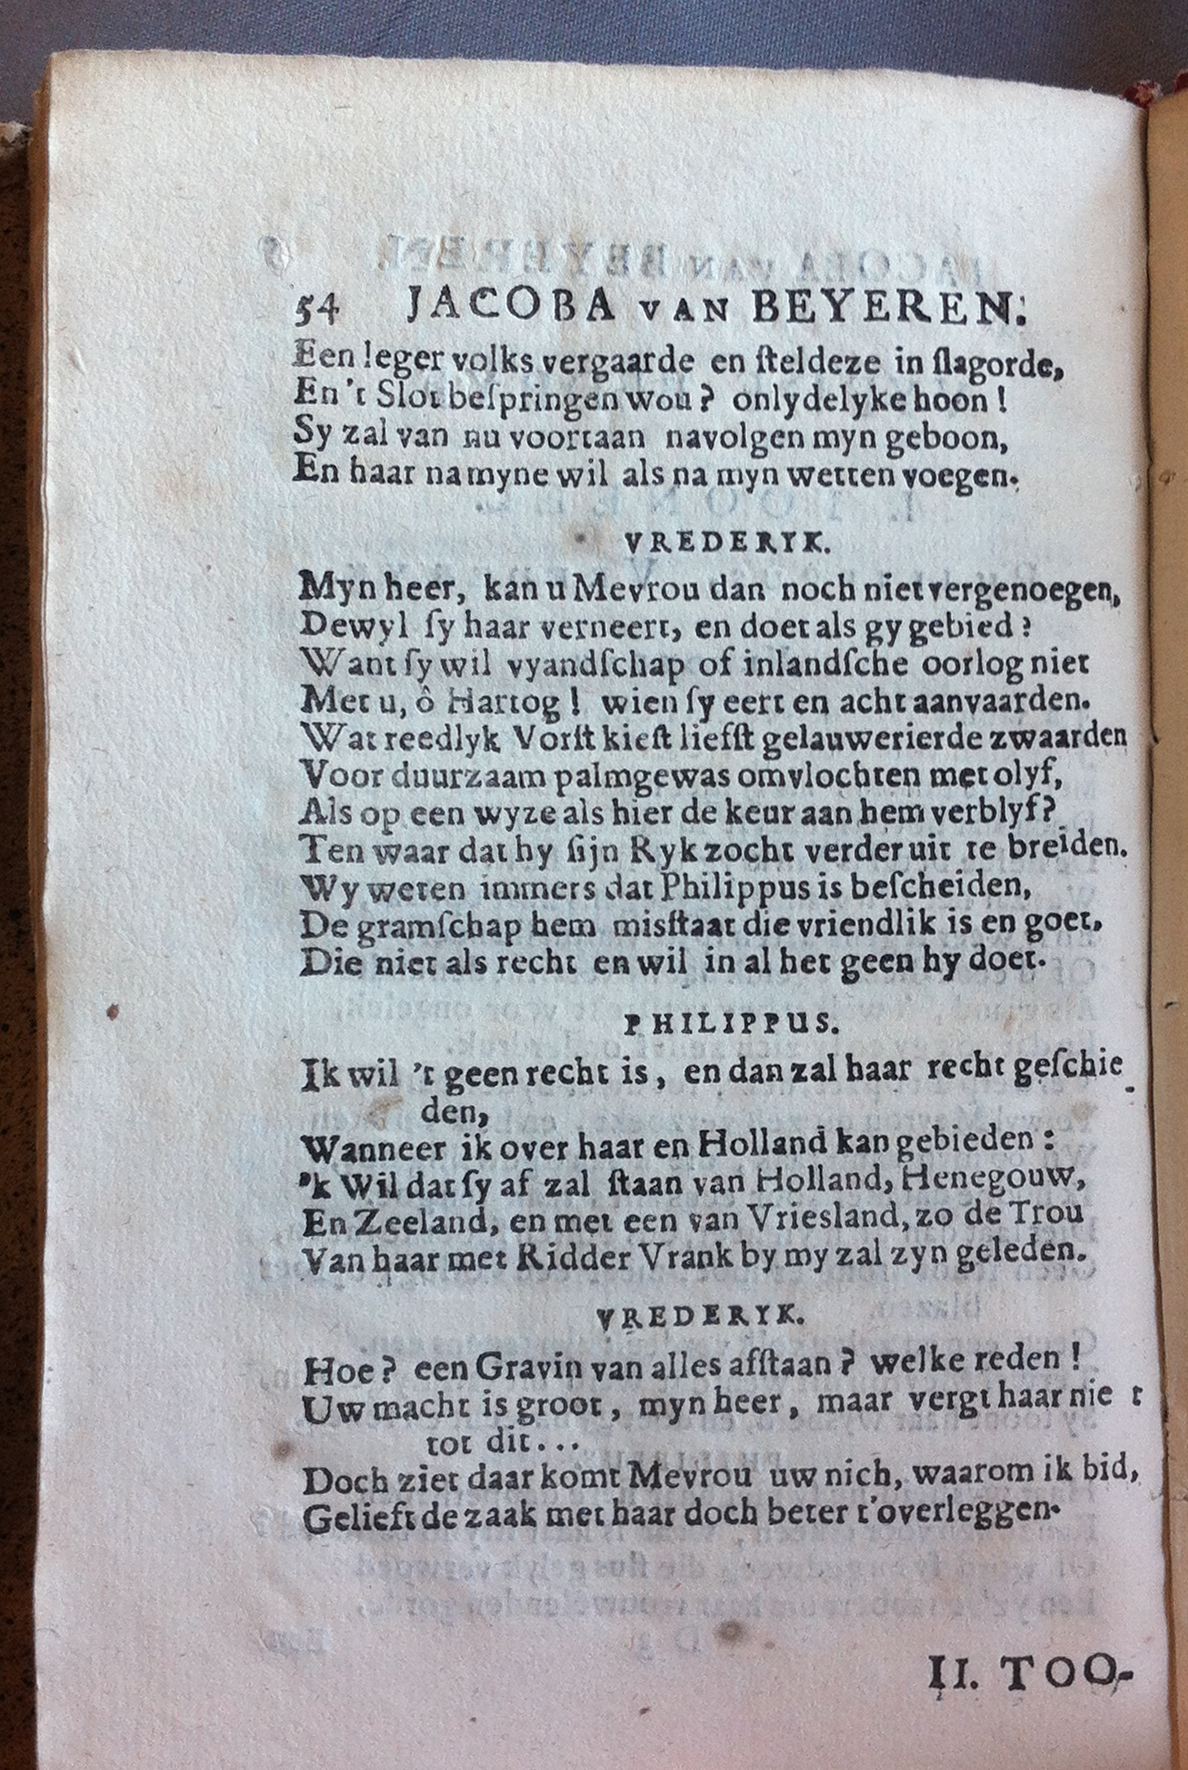 54 JACOBA VAN BEYEREN.
Een leger volks vergaarde en ſteldeze in ſlagorde,
En 't Slot beſpringen wou? onlydelyke hoon!
Sy zal van nu voortaan navolgen myn geboon,
En haar na myne wil als na myn wetten voegen.
VREDERYK.
Myn heer, kan u Mevrou dan noch niet vergenoegen,
Dewyl ſy haar verneert, en doet als gy gebied?
Want ſy wil vyandſchap of inlandſche oorlog niet
Met u, ô Hartog! wien ſy eert en acht aanvaarden.
Wat reedlyk Vorſt kieſt liefſt gelauwerierde zwaarden
Voor duurzaam palmgewas omvlochten met olyf,
Als op een wyze als hier de keur aan hem verblyf?
Ten waar dat hy ſijn Ryk zocht verder uit te breiden.
Wy weten immers dat Philippus is beſcheiden,
De gramſchap hem misſtaat die vriendlik is en goet,
Die niet als recht en wil in al het geen hy doet.
PHILIPPUS.
Ik wil 't geen recht is, en dan zal haar recht geſchie-
den,
Wanneer ik over haar en Holland kan gebieden:
'k Wil dat ſy af zal ſtaan van Holland, Henegouw,
En Zeeland, en met een van Vriesland, zo de Trou
Van haar met Ridder Vrank by my zal zyn geleden.
VREDERYK.
Hoe? een Gravin van alles afſtaan? welke reden!
Uw macht is groot, myn heer, maar vergt haar niet
tot dit...
Doch ziet daar komt Mevrou uw nich, waarom ik bid,
Gelieft de zaak met haar doch beter t'overleggen.
II. TOO-